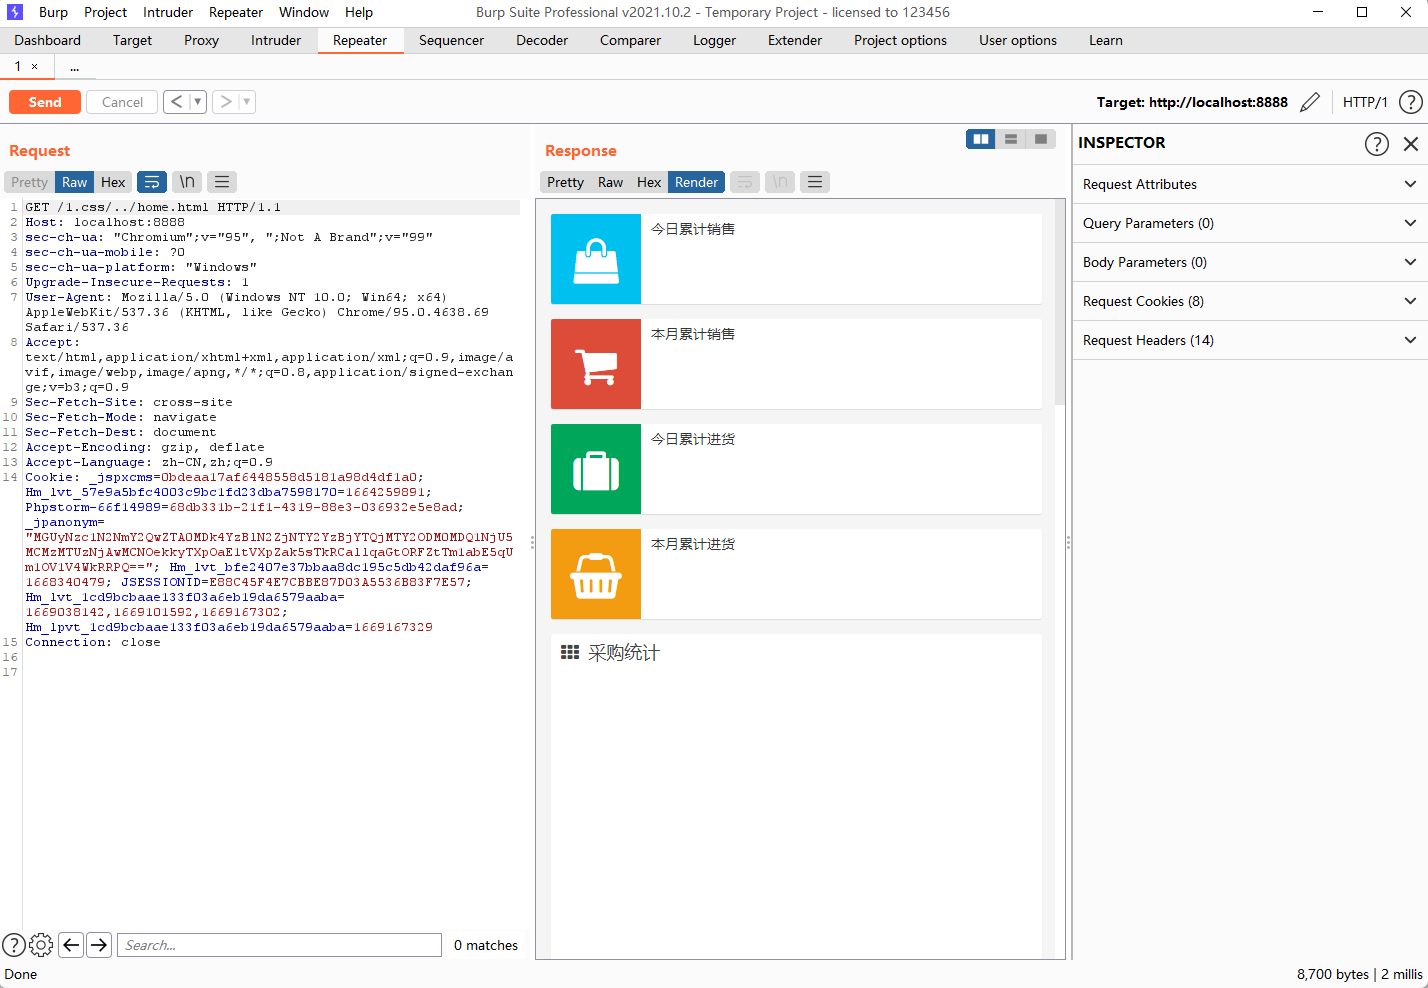 Burp Project Intruder Repeater Window Help Burp Suite Professional v2021.10.2 - Temporary Project - licensed to 123456
Dashboard Target Proxy Intruder Repeater Sequencer Decoder Comparer Logger Extender Project options User options Learn
1 × ...
Send Cancel < > Target: http://localhost:8888 HTTP/1 ?
Request
Pretty Raw Hex \n
1 GET /1.css/../home.html HTTP/1.1
2 Host: localhost:8888
3 sec-ch-ua: "Chromium";v="95", ";Not A Brand";v="99"
4 sec-ch-ua-mobile: ?0
5 sec-ch-ua-platform: "Windows"
6 Upgrade-Insecure-Requests: 1
7 User-Agent: Mozilla/5.0 (Windows NT 10.0; Win64; x64)
AppleWebKit/537.36 (KHTML, like Gecko) Chrome/95.0.4638.69
Safari/537.36
8 Accept:
text/html,application/xhtml+xml,application/xml;q=0.9,image/a
vif,image/webp,image/apng,*/*;q=0.8,application/signed-exchan
ge;v=b3;q=0.9
9 Sec-Fetch-Site: cross-site
10 Sec-Fetch-Mode: navigate
11 Sec-Fetch-Dest: document
12 Accept-Encoding: gzip, deflate
13 Accept-Language: zh-CN,zh;q=0.9
14 Cookie: _jspxcms=0bdeaa17af6448558d5181a98d4df1a0;
Hm_lvt_57e9a5bfc4003c9bc1fd23dba7598170=1664259891;
Phpstorm-66f14989=68db331b-21f1-4319-88e3-036932e5e8ad;
_jpanonym=
1668340479; JSESSIONID=E88C45F4E7CBBE87D03A5536B83F7E57;
Hm_lvt_1cd9bcbaae133f03a6eb19da6579aaba=
1669038142,1669101592,1669167302;
Hm_lpvt_1cd9bcbaae133f03a6eb19da6579aaba=1669167329
15 Connection: close
16
17
? Search... 0 matches
Response
Pretty Raw Hex Render \n
今日累计销售
本月累计销售
今日累计进货
本月累计进货
采购统计
INSPECTOR ?
Request Attributes
Query Parameters (0)
Body Parameters (0)
Request Cookies (8)
Request Headers (14)
Done 8,700 bytes | 2 millis